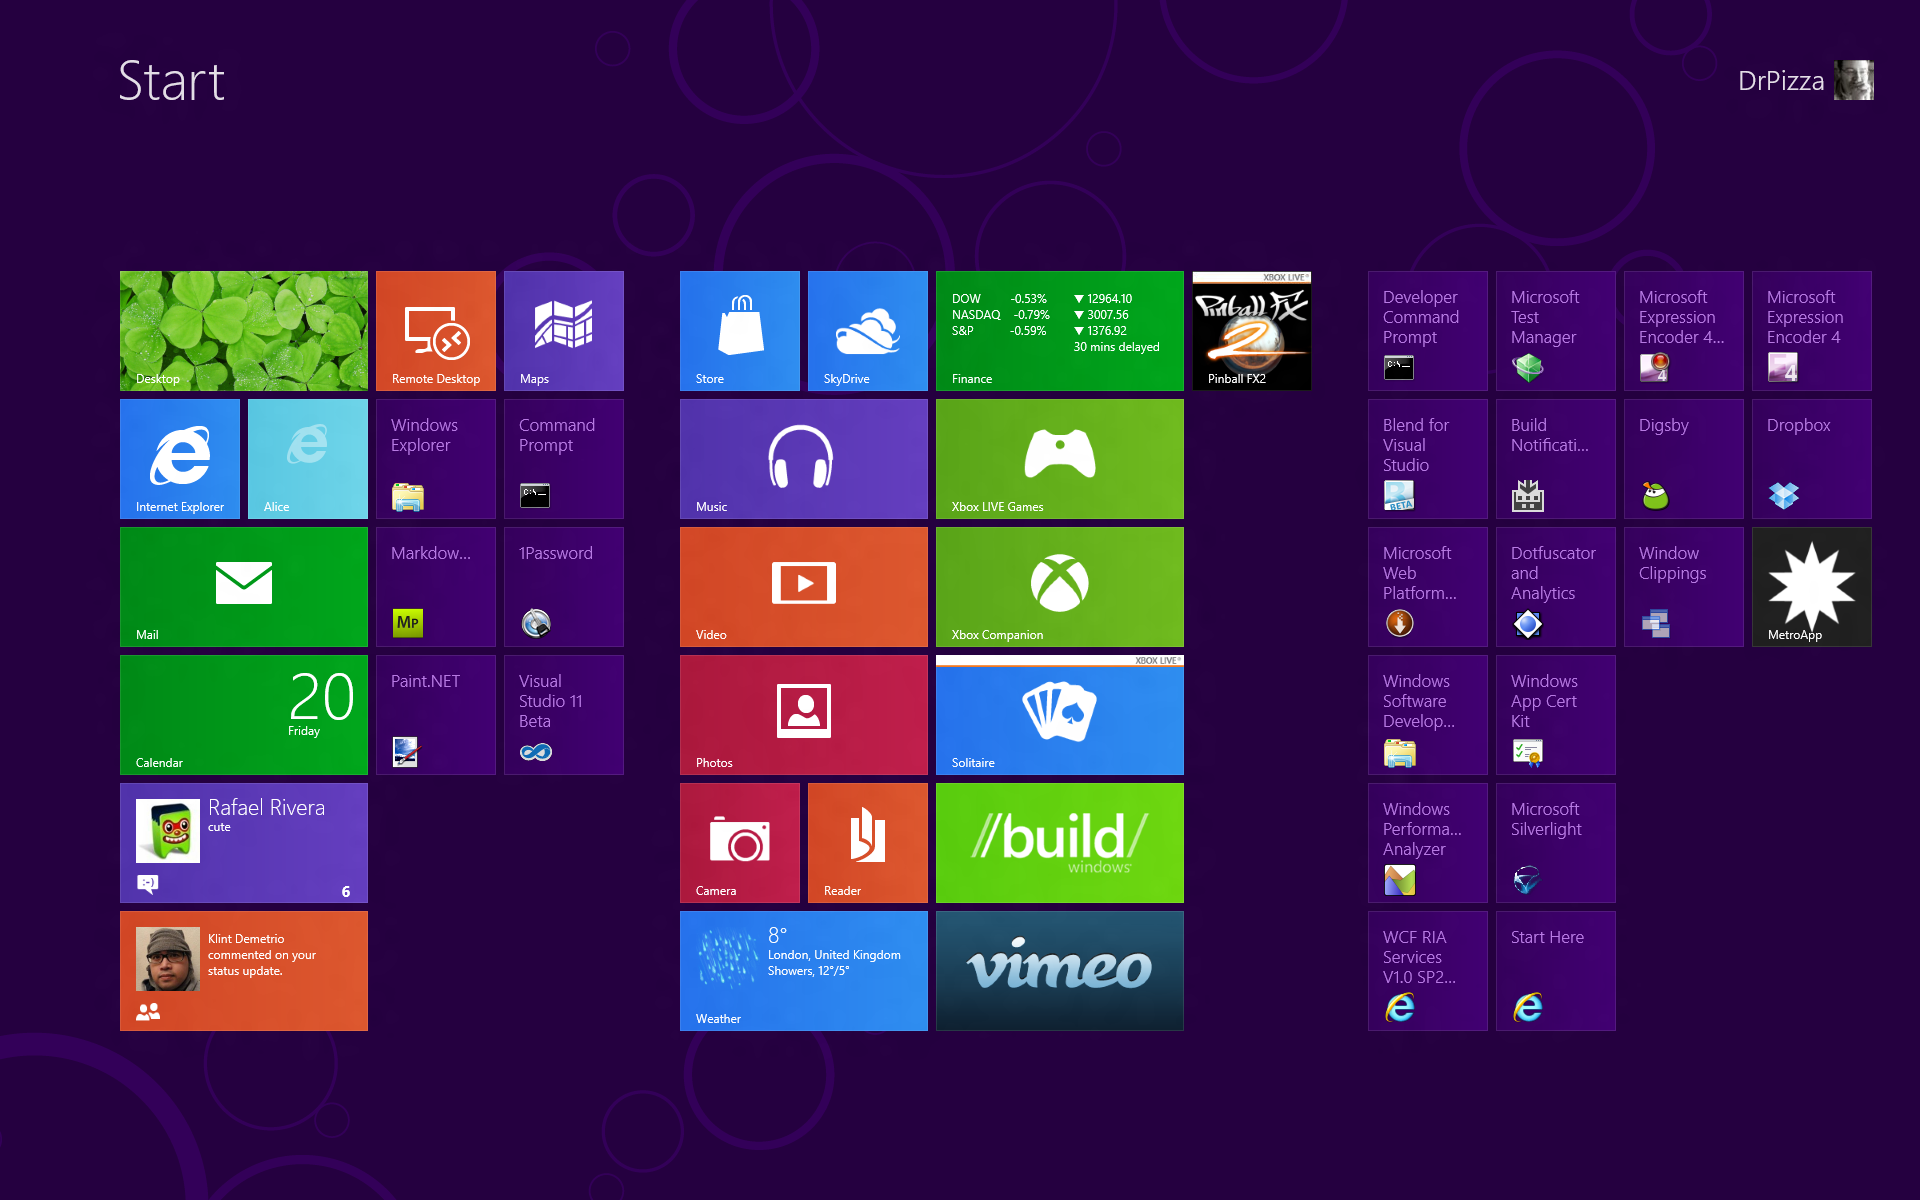 Start
DrPizza
Desktop
Remote Desktop
Maps
Internet Explorer
Alice
Windows
Explorer
Command
Prompt
C:\_
Mail
Markdow...
MP
1Password
20
Friday
Calendar
Paint.NET
Visual
Studio 11
Beta
Rafael Rivera
cute
:-)
6
Klint Demetrio
commented on your
status update.
Store
SkyDrive
DOW -0.53% ▼ 12964.10
NASDAQ -0.79% ▼ 3007.56
S&P -0.59% ▼ 1376.92
30 mins delayed
Finance
XBOX LIVE
Pinball FX
2
Pinball FX2
Music
Xbox LIVE Games
Video
Xbox Companion
Photos
XBOX LIVE
Solitaire
Camera
Reader
//build/
windows
8°
London, United Kingdom
Showers, 12°/5°
Weather
vimeo
Developer
Command
Prompt
C:\_
Microsoft
Test
Manager
Microsoft
Expression
Encoder 4...
4
Microsoft
Expression
Encoder 4
4
Blend for
Visual
Studio
BETA
Build
Notificati...
Digsby
Dropbox
Microsoft
Web
Platform...
Dotfuscator
and
Analytics
Window
Clippings
MetroApp
Windows
Software
Develop...
Windows
App Cert
Kit
Windows
Performa...
Analyzer
Microsoft
Silverlight
WCF RIA
Services
V1.0 SP2...
Start Here